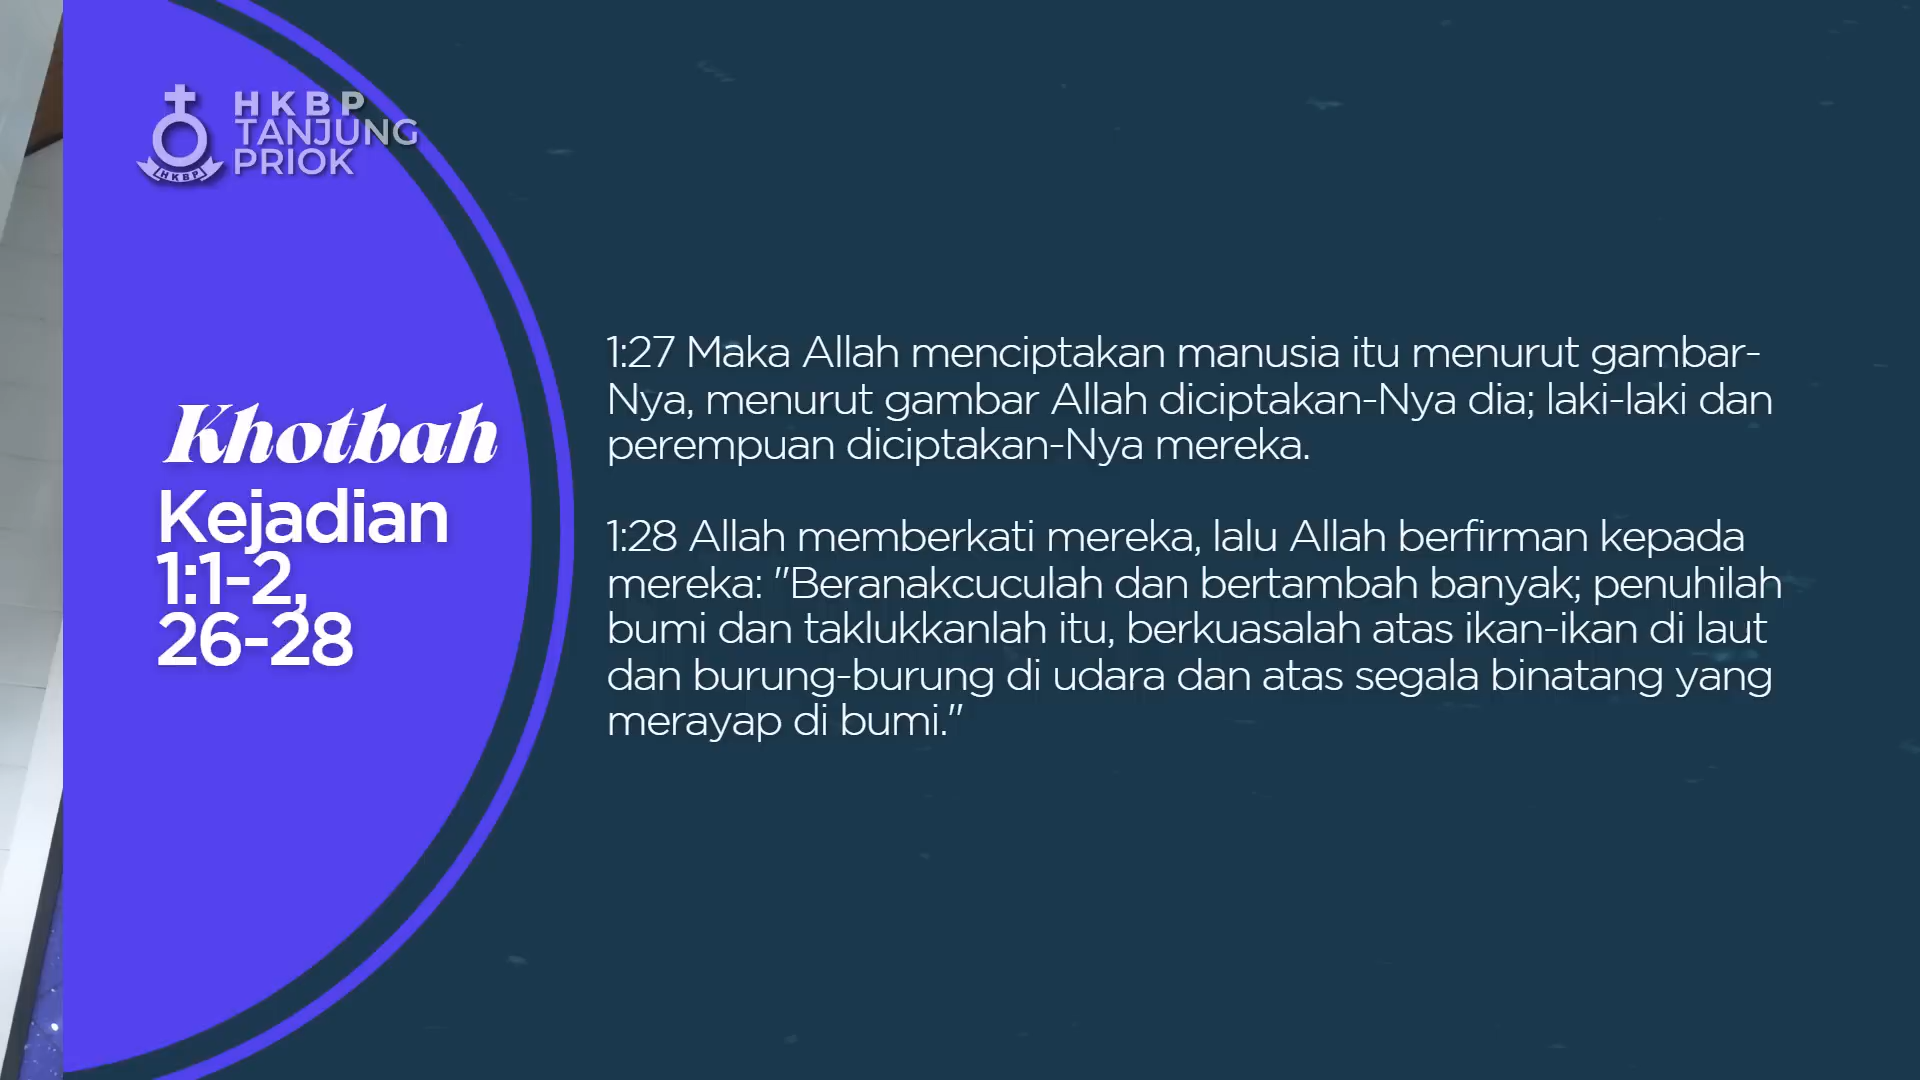 HKBP
TANJUNG
PRIOK
HKBP
Khotbah
Kejadian
1:1-2,
26-28
1:27 Maka Allah menciptakan manusia itu menurut gambar-
Nya, menurut gambar Allah diciptakan-Nya dia; laki-laki dan
perempuan diciptakan-Nya mereka.
1:28 Allah memberkati mereka, lalu Allah berfirman kepada
mereka: "Beranakcuculah dan bertambah banyak; penuhilah
bumi dan taklukkanlah itu, berkuasalah atas ikan-ikan di laut
dan burung-burung di udara dan atas segala binatang yang
merayap di bumi."